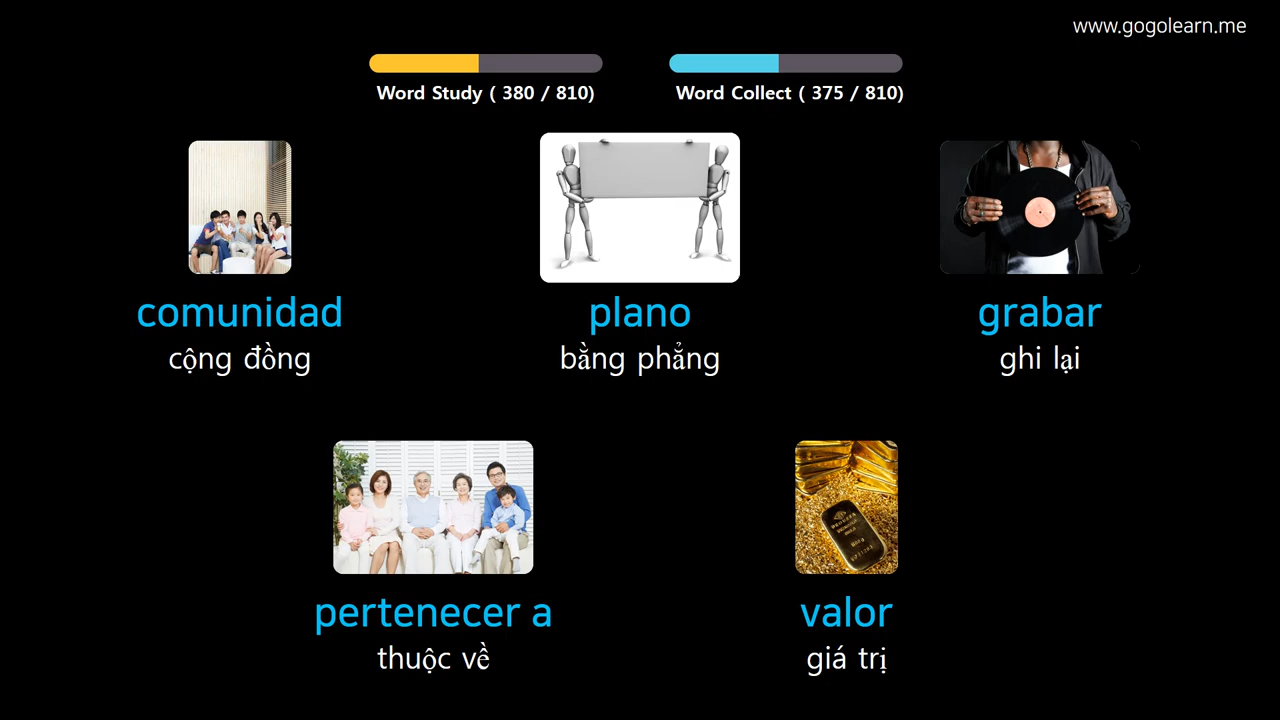 www.gogolearn.me
Word Study ( 380 / 810)
Word Collect ( 375 / 810)
comunidad
cộng đồng
plano
bằng phẳng
grabar
ghi lại
pertenecer a
thuộc về
valor
giá trị